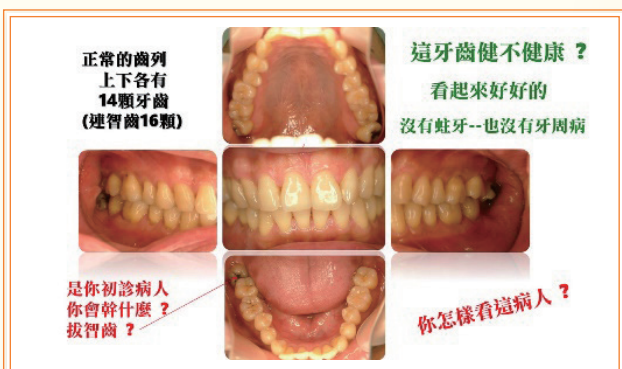 正常的齒列
上下各有
14顆牙齒
(連智齒16顆)
這牙齒健不健康 ?
看起來好好的
沒有蛀牙--也沒有牙周病
是你初診病人
你會幹什麼 ?
拔智齒 ?
你怎樣看這病人 ?